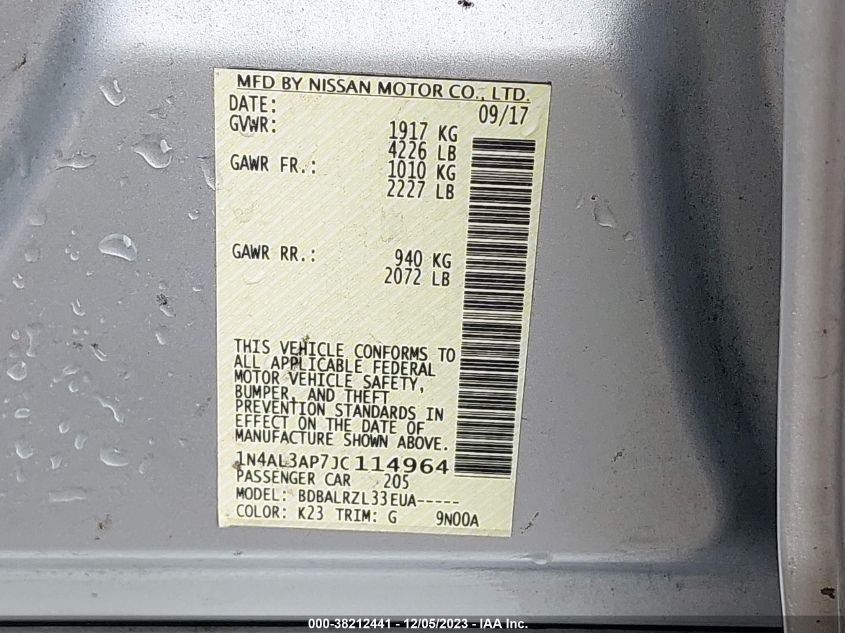 MFD BY NISSAN MOTOR CO., LTD.
DATE: 09/17
GVWR: 1917 KG
4226 LB
GAWR FR.: 1010 KG
2227 LB
GAWR RR.: 940 KG
2072 LB
THIS VEHICLE CONFORMS TO
ALL APPLICABLE FEDERAL
MOTOR VEHICLE SAFETY,
BUMPER, AND THEFT
PREVENTION STANDARDS IN
EFFECT ON THE DATE OF
MANUFACTURE SHOWN ABOVE.
1N4AL3AP7JC114964
PASSENGER CAR 205
MODEL: BDBALRZL33EUA-----
COLOR: K23 TRIM: G 9N00A
000-38212441 - 12/05/2023 - IAA Inc.